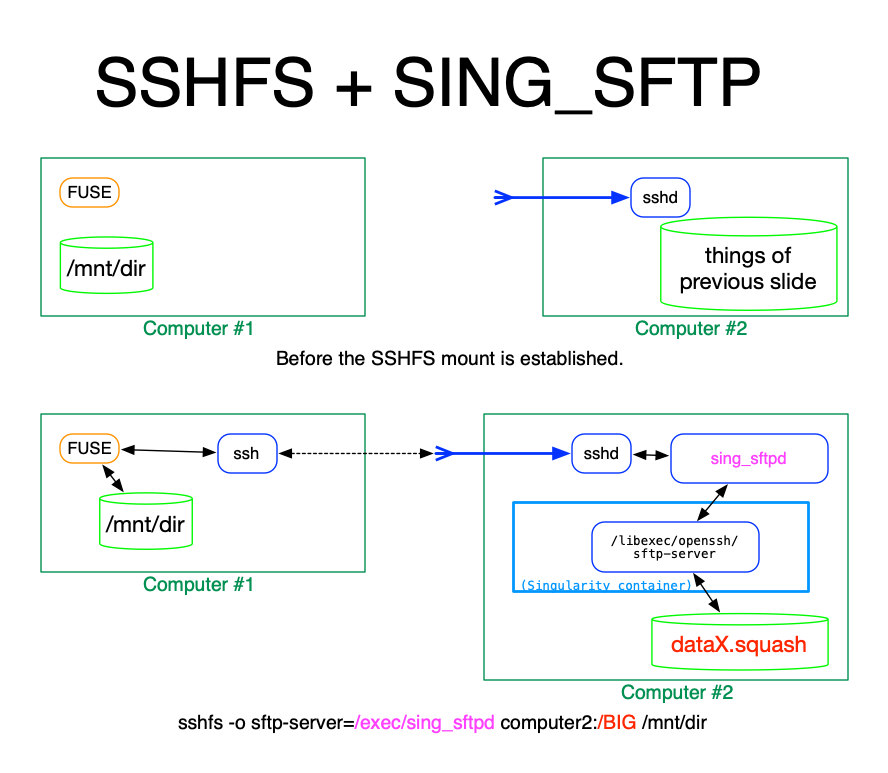 SSHFS + SING_SFTP
FUSE
/mnt/dir
Computer #1
sshd
things of
previous slide
Computer #2
Before the SSHFS mount is established.
FUSE
ssh
/mnt/dir
Computer #1
sshd
sing_sftpd
/libexec/openssh/
sftp-server
(Singularity container)
dataX.squash
Computer #2
sshfs -o sftp-server=/exec/sing_sftpd computer2:/BIG /mnt/dir